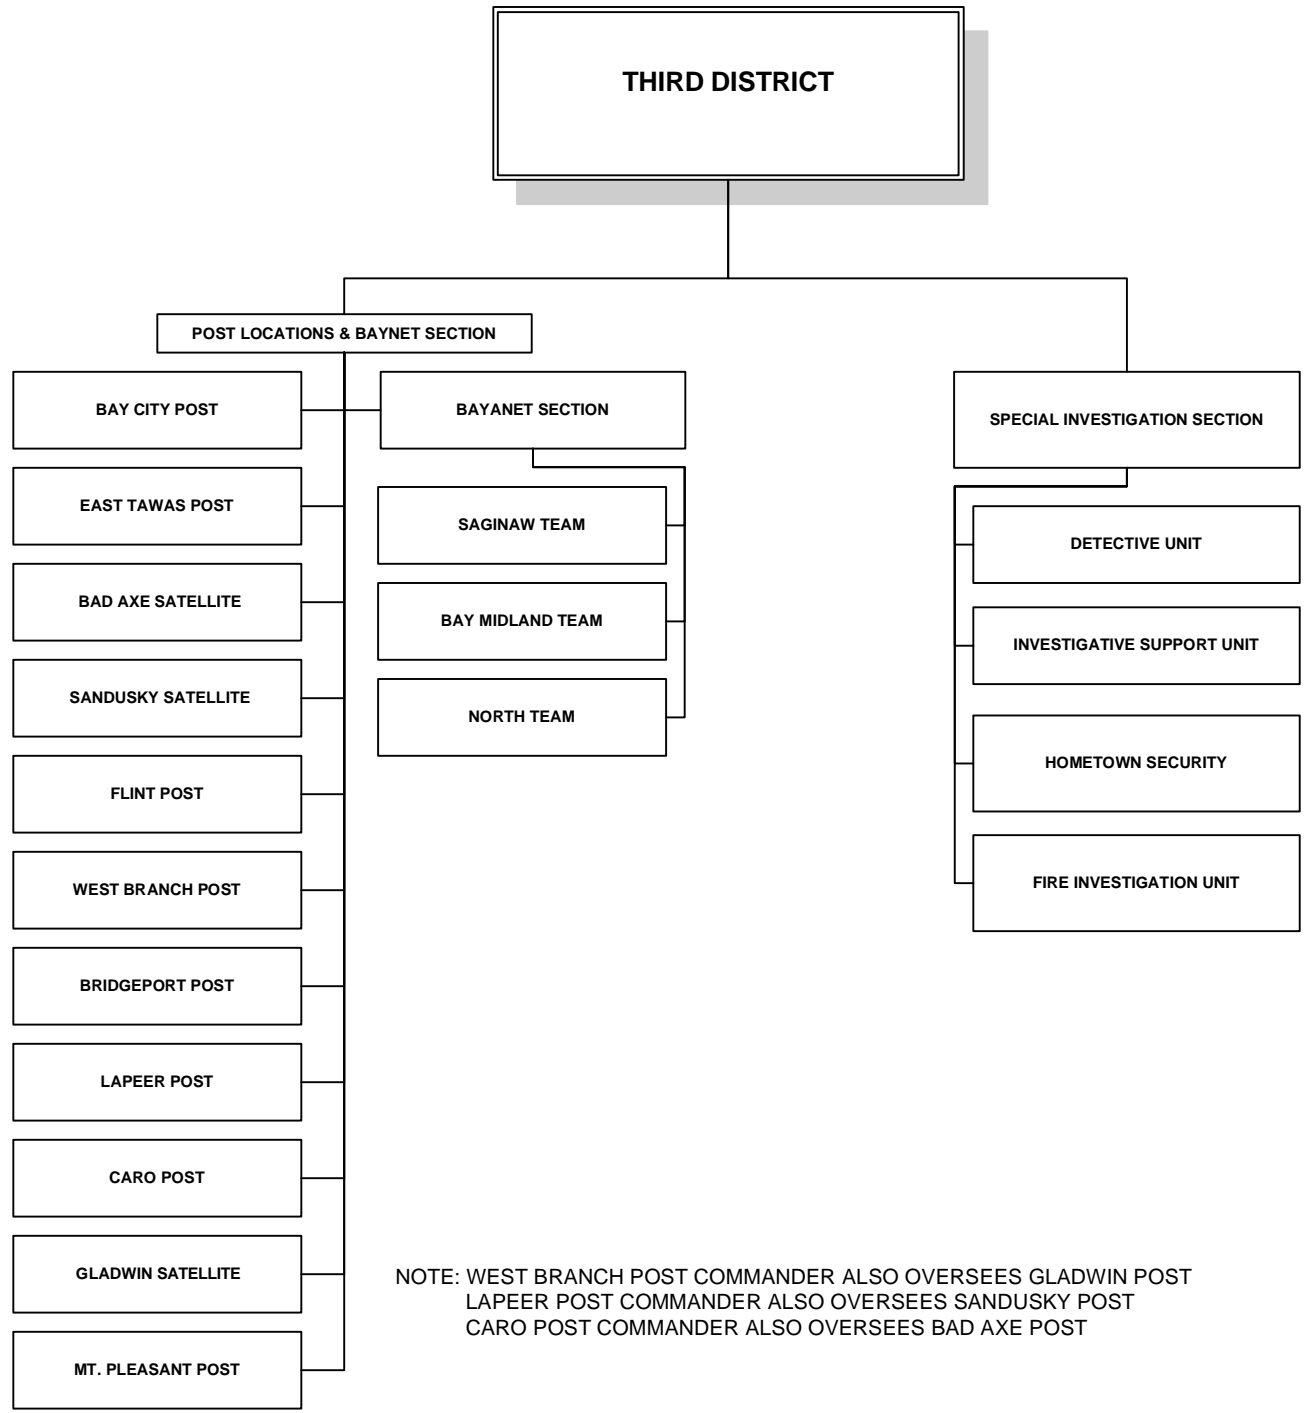 THIRD DISTRICT
POST LOCATIONS & BAYNET SECTION
BAY CITY POST
EAST TAWAS POST
BAD AXE SATELLITE
SANDUSKY SATELLITE
FLINT POST
WEST BRANCH POST
BRIDGEPORT POST
LAPEER POST
CARO POST
GLADWIN SATELLITE
MT. PLEASANT POST
BAYANET SECTION
SAGINAW TEAM
BAY MIDLAND TEAM
NORTH TEAM
SPECIAL INVESTIGATION SECTION
DETECTIVE UNIT
INVESTIGATIVE SUPPORT UNIT
HOMETOWN SECURITY
FIRE INVESTIGATION UNIT
NOTE: WEST BRANCH POST COMMANDER ALSO OVERSEES GLADWIN POST
LAPEER POST COMMANDER ALSO OVERSEES SANDUSKY POST
CARO POST COMMANDER ALSO OVERSEES BAD AXE POST